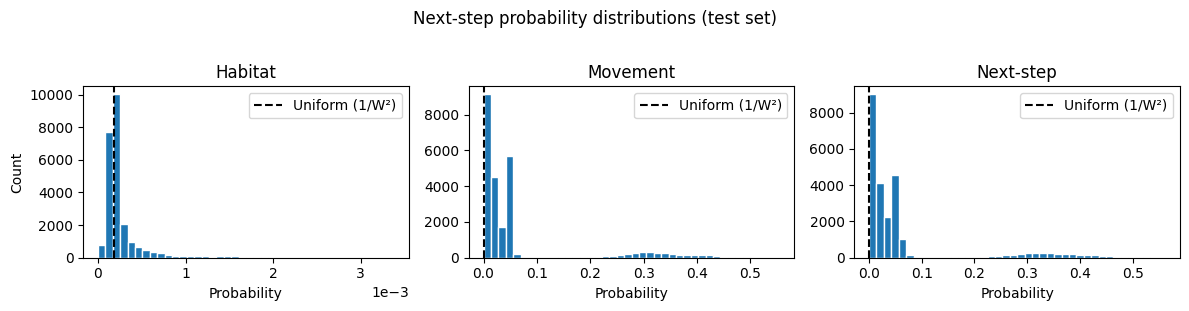 Next-step probability distributions (test set)
Habitat
Count
10000
8000
6000
4000
2000
0
Uniform (1/W²)
0 1 2 3
1e−3
Probability
Movement
8000
6000
4000
2000
0
Uniform (1/W²)
0.0 0.1 0.2 0.3 0.4 0.5
Probability
Next-step
8000
6000
4000
2000
0
Uniform (1/W²)
0.0 0.1 0.2 0.3 0.4 0.5
Probability